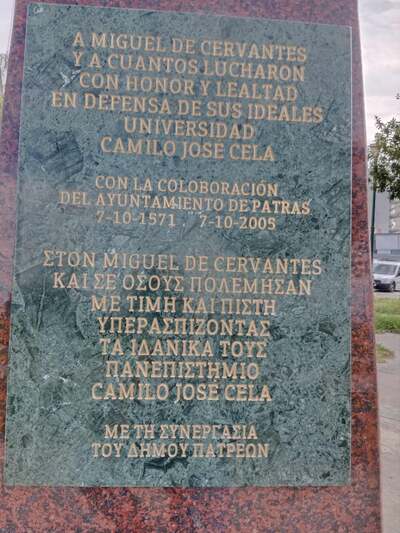 A MIGUEL DE CERVANTES
Y A CUANTOS LUCHARON
CON HONOR Y LEALTAD
EN DEFENSA DE SUS IDEALES
UNIVERSIDAD
CAMILO JOSÉ CELA
CON LA COLOBORACIÓN
DEL AYUNTAMIENTO DE PATRAS
7-10-1571 7-10-2005
ΣΤΟΝ MIGUEL DE CERVANTES
ΚΑΙ ΣΕ ΟΣΟΥΣ ΠΟΛΕΜΗΣΑΝ
ΜΕ ΤΙΜΗ ΚΑΙ ΠΙΣΤΗ
ΥΠΕΡΑΣΠΙΖΟΝΤΑΣ
ΤΑ ΙΔΑΝΙΚΑ ΤΟΥΣ
ΠΑΝΕΠΙΣΤΗΜΙΟ
CAMILO JOSÉ CELA
ΜΕ ΤΗ ΣΥΝΕΡΓΑΣΙΑ
ΤΟΥ ΔΗΜΟΥ ΠΑΤΡΕΩΝ